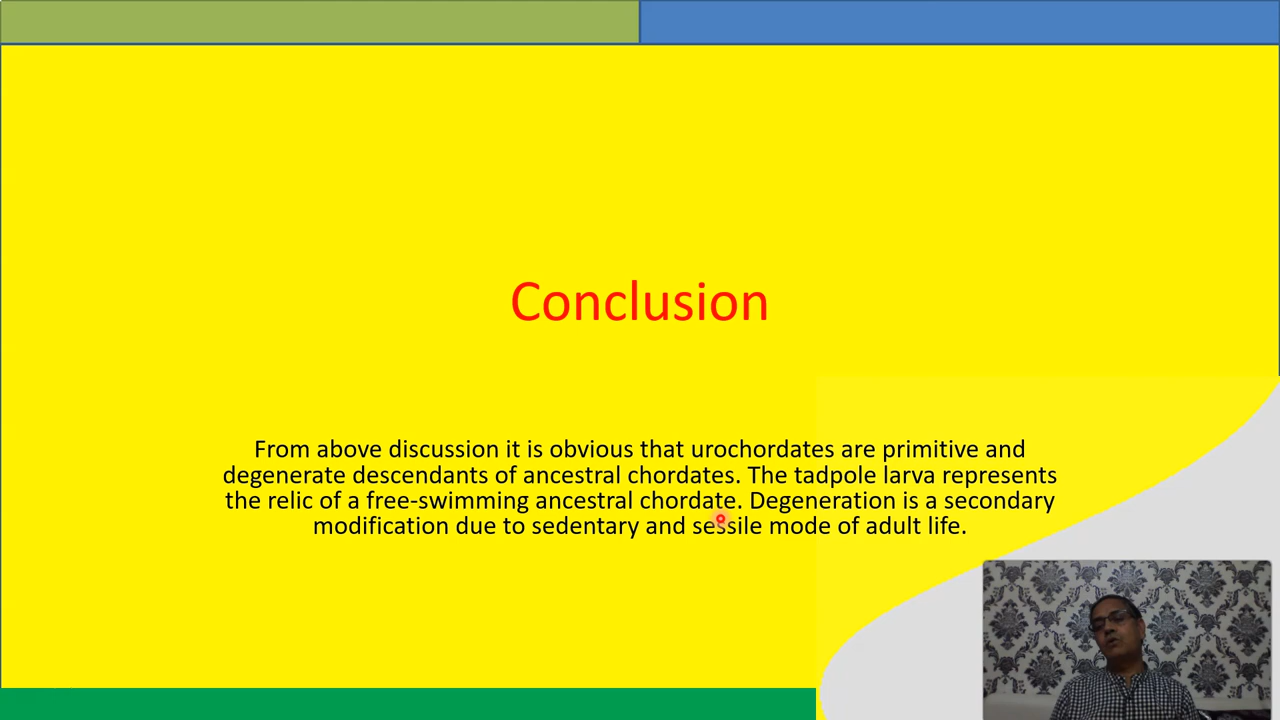 Conclusion
From above discussion it is obvious that urochordates are primitive and
degenerate descendants of ancestral chordates. The tadpole larva represents
the relic of a free-swimming ancestral chordate. Degeneration is a secondary
modification due to sedentary and sessile mode of adult life.